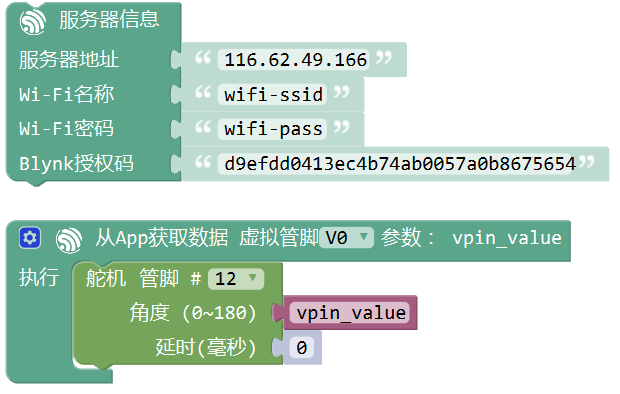 服务器信息
服务器地址 “ 116.62.49.166 ”
Wi-Fi名称 “ wifi-ssid ”
Wi-Fi密码 “ wifi-pass ”
Blynk授权码 “ d9efdd0413ec4b74ab0057a0b8675654 ”
从App获取数据 虚拟管脚 V0 ▼ 参数： vpin_value
执行 舵机 管脚 # 12 ▼
角度 (0~180) vpin_value
延时(毫秒) 0